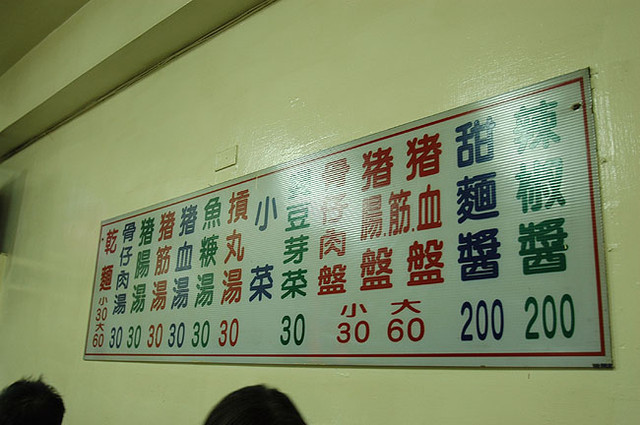 乾麵 小30大60
骨仔肉湯 30
猪腸湯 30
猪筋湯 30
猪血湯 30
魚粳湯 30
摃丸湯 30
小菜
豆芽菜 30
骨仔肉盤
猪腸.盤
筋.
猪血盤
小30
大60
甜麵醬 200
辣椒醬 200